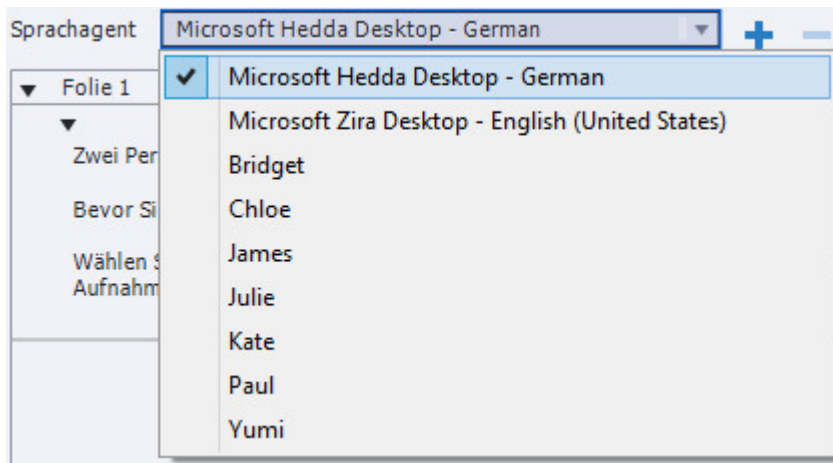 Sprachagent Microsoft Hedda Desktop - German
Microsoft Hedda Desktop - German
Folie 1
Microsoft Zira Desktop - English (United States)
Zwei Per
Bridget
Bevor Si
Chloe
Wählen
Aufnahm
James
Julie
Kate
Paul
Yumi